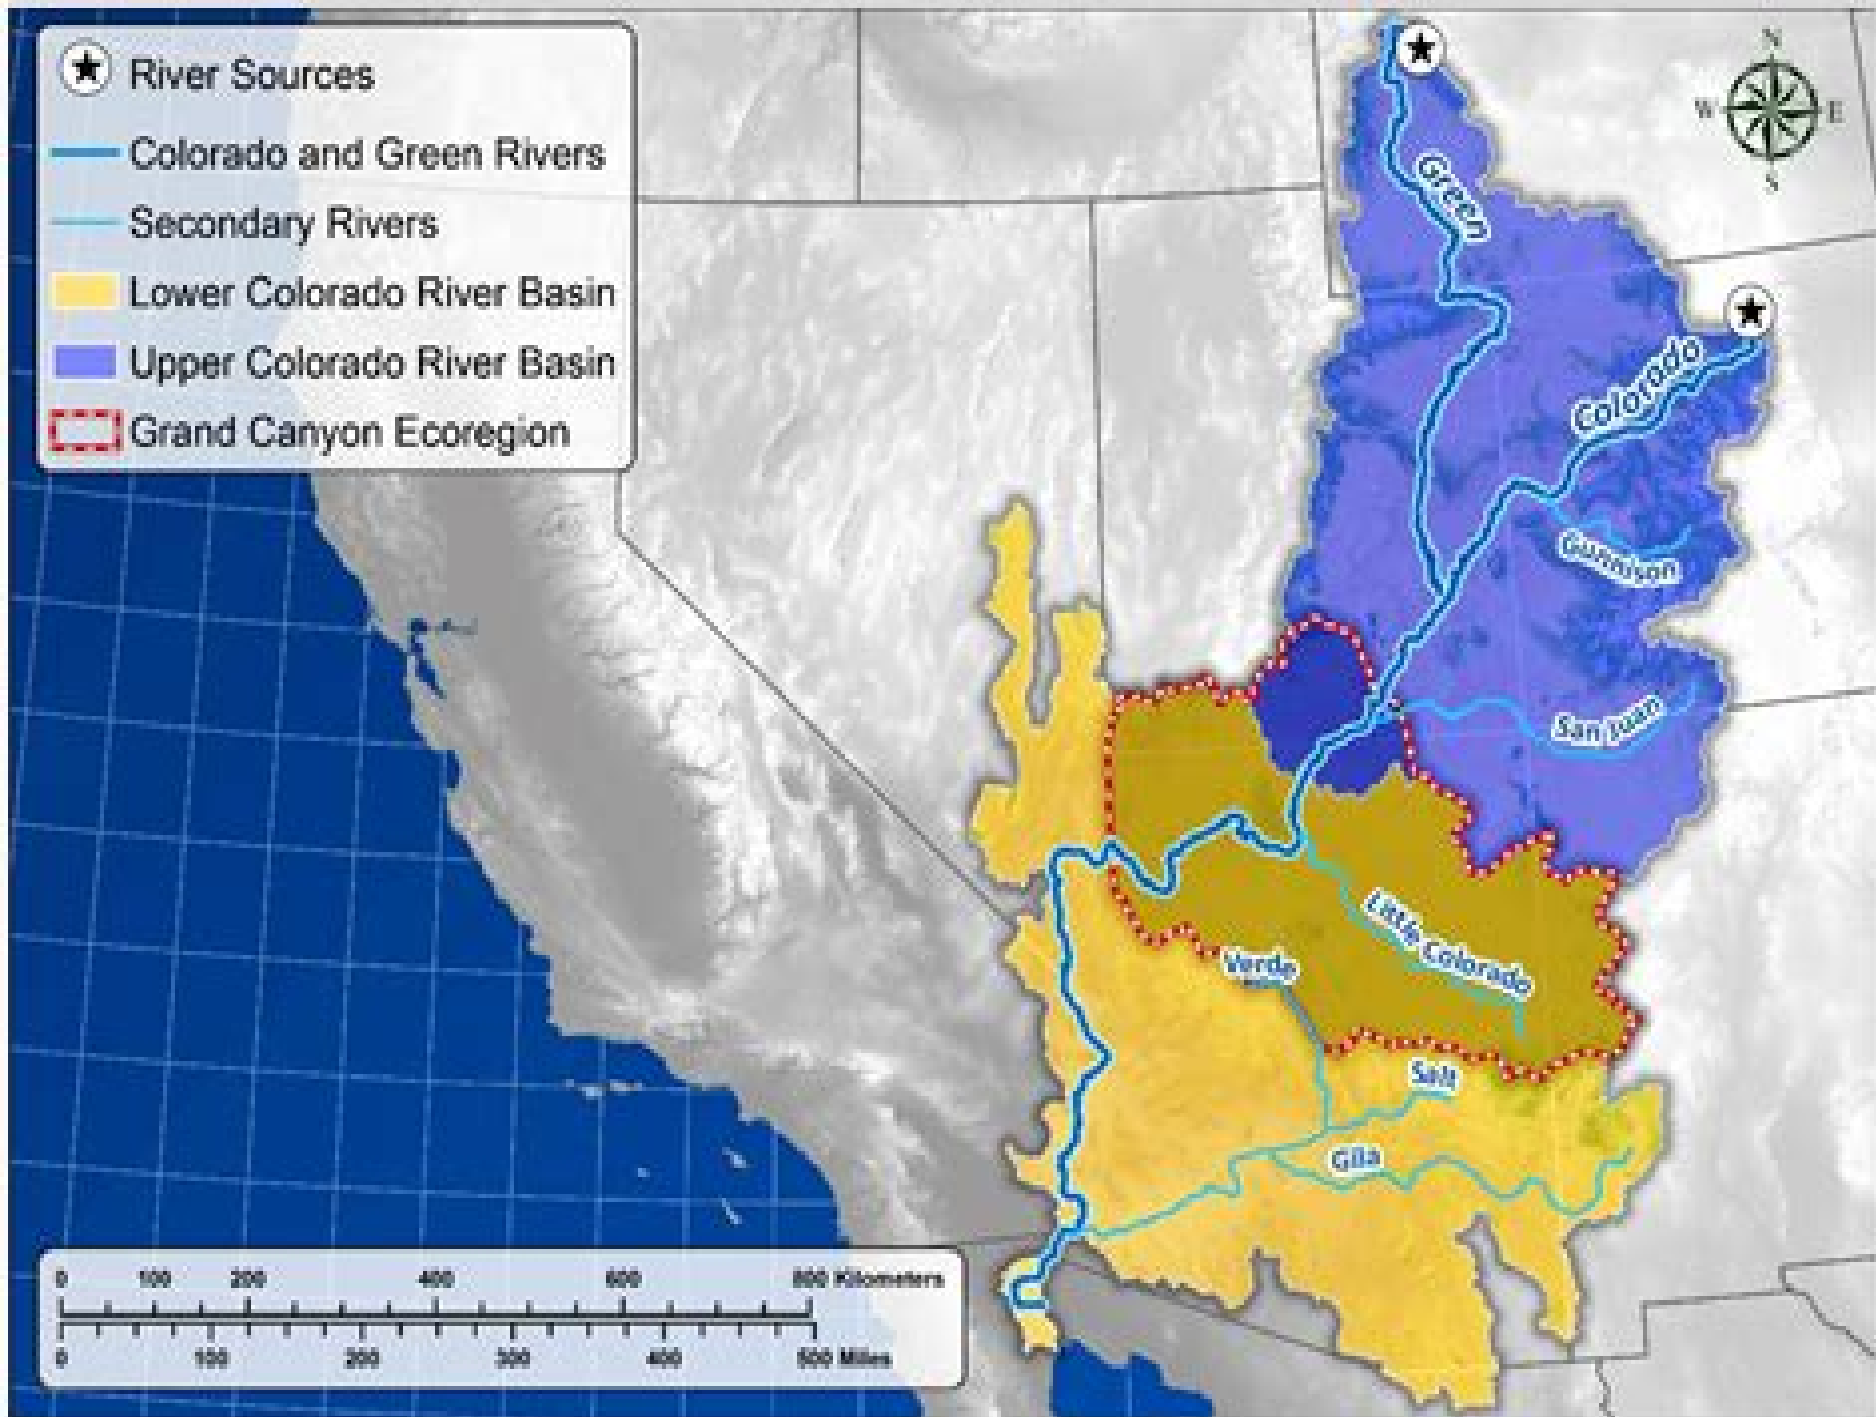 River Sources
Colorado and Green Rivers
Secondary Rivers
Lower Colorado River Basin
Upper Colorado River Basin
Grand Canyon Ecoregion
N
W E
S
Green
Colorado
Gunnison
San Juan
Little Colorado
Verde
Salt
Gila
0 100 200 400 600 800 Kilometers
0 100 200 300 400 500 Miles